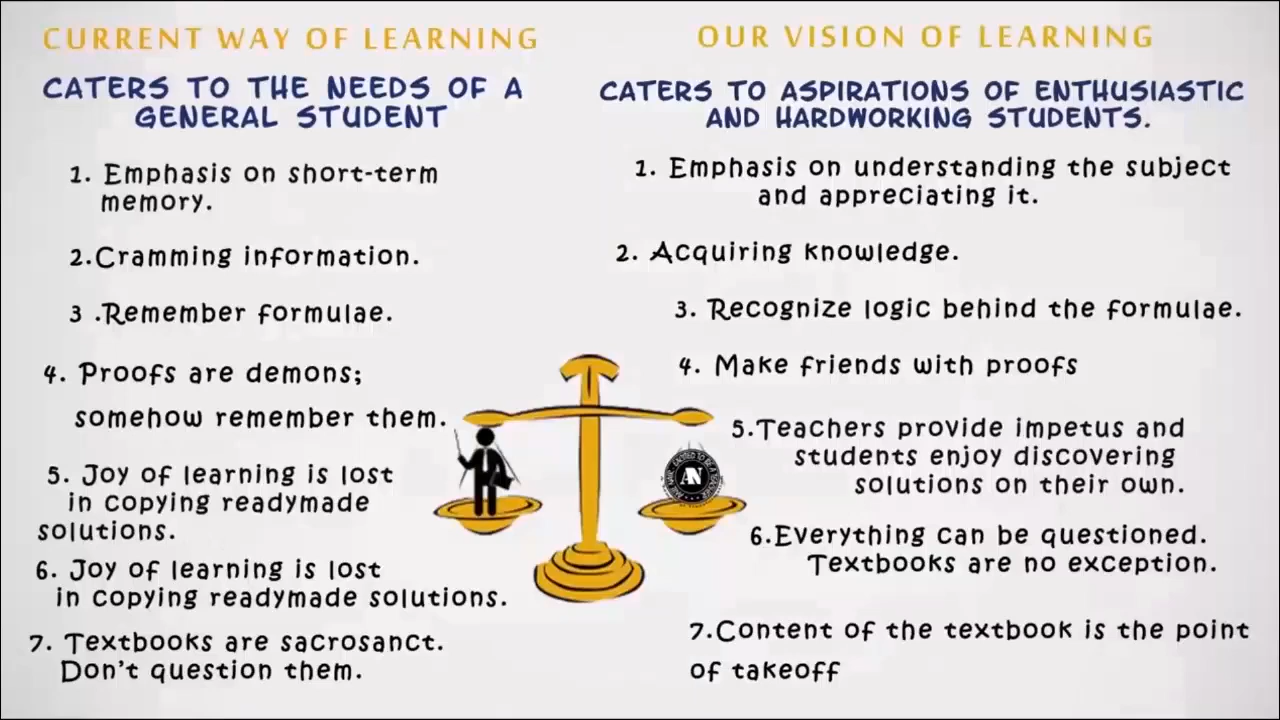 CURRENT WAY OF LEARNING
CATERS TO THE NEEDS OF A
GENERAL STUDENT
1. Emphasis on short-term
memory.
2.Cramming information.
3 .Remember formulae.
4. Proofs are demons;
somehow remember them.
5. Joy of learning is lost
in copying readymade
solutions.
6. Joy of learning is lost
in copying readymade solutions.
7. Textbooks are sacrosanct.
Don't question them.
OUR VISION OF LEARNING
CATERS TO ASPIRATIONS OF ENTHUSIASTIC
AND HARDWORKING STUDENTS.
1. Emphasis on understanding the subject
and appreciating it.
2. Acquiring knowledge.
3. Recognize logic behind the formulae.
4. Make friends with proofs
5.Teachers provide impetus and
students enjoy discovering
solutions on their own.
6.Everything can be questioned.
Textbooks are no exception.
7.Content of the textbook is the point
of takeoff
AN